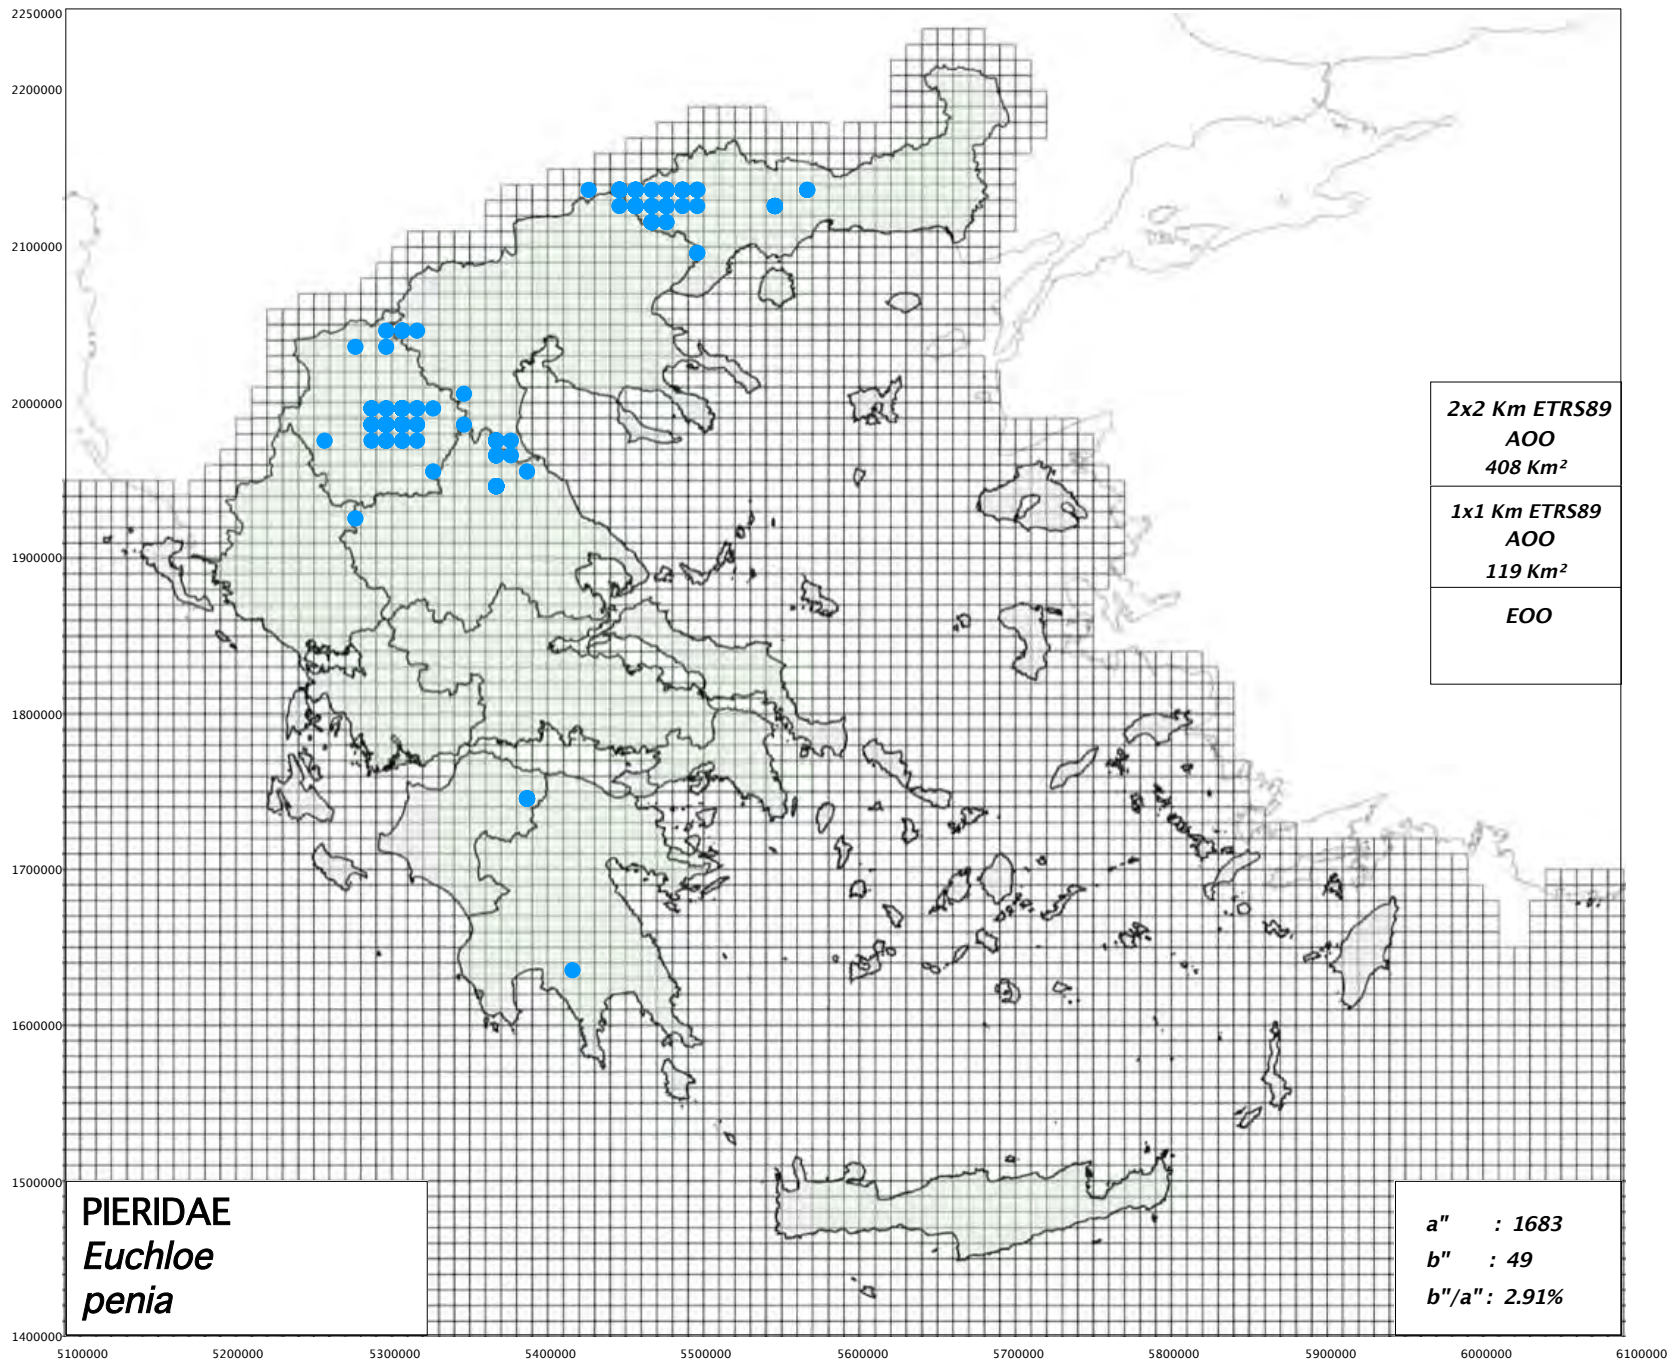 2250000
2200000
2100000
2000000
1900000
1800000
1700000
1600000
1500000
1400000
5100000 5200000 5300000 5400000 5500000 5600000 5700000 5800000 5900000 6000000 6100000
2x2 Km ETRS89
AOO
408 Km²
1x1 Km ETRS89
AOO
119 Km²
EOO
PIERIDAE
Euchloe
penia
a" : 1683
b" : 49
b"/a" : 2.91%